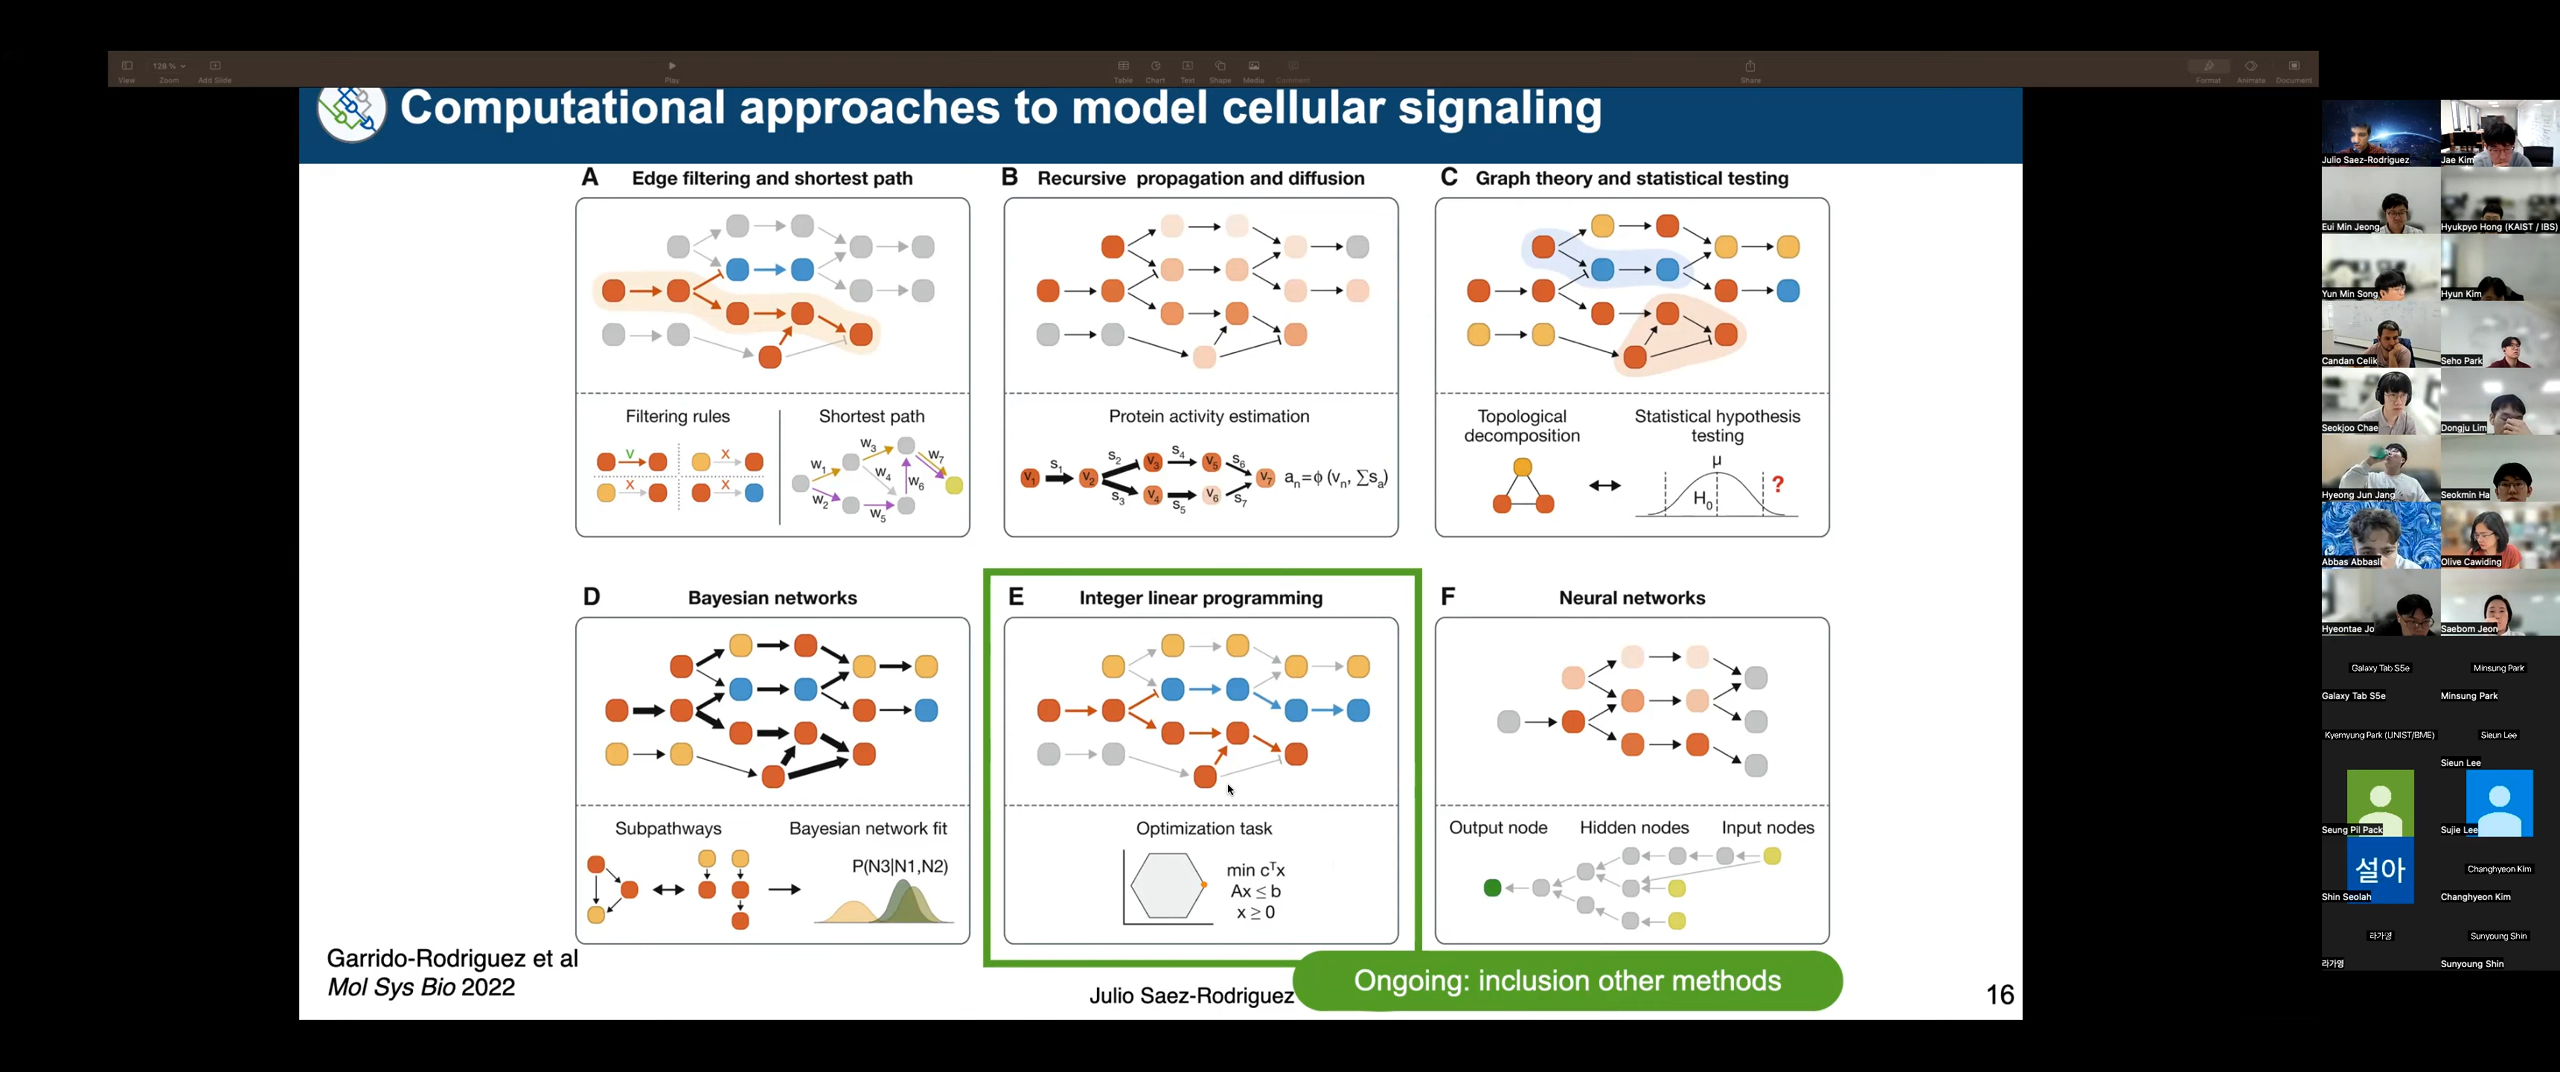 View
128 %
Zoom
Add Slide
Play
Table
Chart
Text
Shape
Media
Comment
Share
Format
Animate
Document
Computational approaches to model cellular signaling
A Edge filtering and shortest path
Filtering rules
Shortest path
V
X
X
X
W1
W2
W3
W4
W5
W6
W7
B Recursive propagation and diffusion
Protein activity estimation
V1
S1
V2
S2
S3
V3
V4
S4
S5
V5
V6
S6
S7
V7
an=ϕ (vn, ∑sa)
C Graph theory and statistical testing
Topological
decomposition
Statistical hypothesis
testing
μ
H0
?
D Bayesian networks
Subpathways
Bayesian network fit
P(N3|N1,N2)
E Integer linear programming
Optimization task
min cTx
Ax ≤ b
x ≥ 0
F Neural networks
Output node
Hidden nodes
Input nodes
Garrido-Rodriguez et al
Mol Sys Bio 2022
Julio Saez-Rodriguez
Ongoing: inclusion other methods
16
Julio Saez-Rodriguez
Jae Kim
Eui Min Jeong
Hyukpyo Hong (KAIST / IBS)
Yun Min Song
Hyun Kim
Candan Celik
Seho Park
Seokjoo Chae
Dongju Lim
Hyeong Jun Jang
Seokmin Ha
Abbas Abbasli
Olive Cawiding
Hyeontae Jo
Saebom Jeon
Galaxy Tab S5e
Minsung Park
Galaxy Tab S5e
Minsung Park
Kyemyung Park (UNIST/BME)
Sieun Lee
Sieun Lee
Seung Pil Pack
Sujie Lee
설아
Shin Seolah
Changhyeon Kim
Changhyeon Kim
라가영
Sunyoung Shin
라가영
Sunyoung Shin